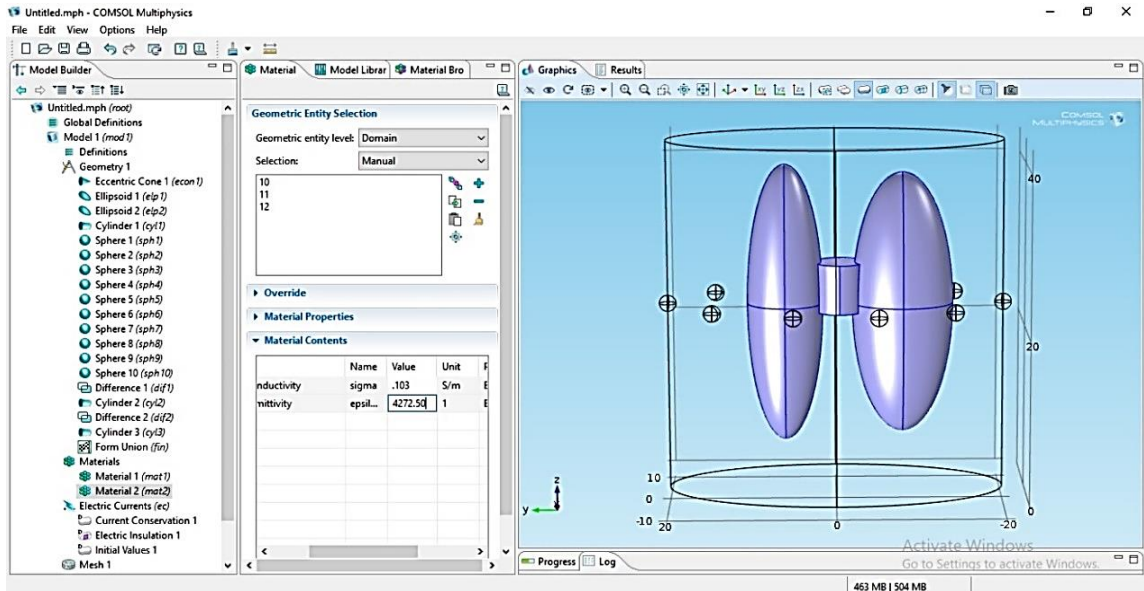 Untitled.mph - COMSOL Multiphysics
File Edit View Options Help
Model Builder
Untitled.mph (root)
Global Definitions
Model 1 (mod1)
Definitions
Geometry 1
Eccentric Cone 1 (econ1)
Ellipsoid 1 (elp1)
Ellipsoid 2 (elp2)
Cylinder 1 (cyl1)
Sphere 1 (sph1)
Sphere 2 (sph2)
Sphere 3 (sph3)
Sphere 4 (sph4)
Sphere 5 (sph5)
Sphere 6 (sph6)
Sphere 7 (sph7)
Sphere 8 (sph8)
Sphere 9 (sph9)
Sphere 10 (sph10)
Difference 1 (dif1)
Cylinder 2 (cyl2)
Difference 2 (dif2)
Cylinder 3 (cyl3)
Form Union (fin)
Materials
Material 1 (mat1)
Material 2 (mat2)
Electric Currents (ec)
Current Conservation 1
Electric Insulation 1
Initial Values 1
Mesh 1
Material Model Librar Material Bro
Geometric Entity Selection
Geometric entity level: Domain
Selection: Manual
10
11
12
Override
Material Properties
Material Contents
Name Value Unit
nductivity sigma .103 S/m
mittivity epsil... 4272.50 1
Graphics Results
COMSOL
MULTIPHYSICS
40
20
0
10
0
-10
20 0 -20
z
y
Activate Windows
Go to Settings to activate Windows.
Progress Log
463 MB | 504 MB